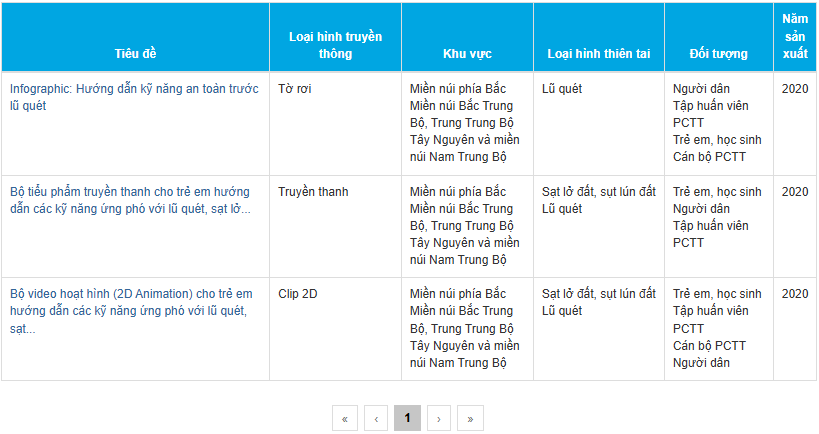 Tiêu đề
Loại hình truyền
thông
Khu vực
Loại hình thiên tai
Đối tượng
Năm
sản
xuất
Infographic: Hướng dẫn kỹ năng an toàn trước
lũ quét
Tờ rơi
Miền núi phía Bắc
Miền núi Bắc Trung
Bộ, Trung Trung Bộ
Tây Nguyên và miền
núi Nam Trung Bộ
Lũ quét
Người dân
Tập huấn viên
PCTT
Trẻ em, học sinh
Cán bộ PCTT
2020
Bộ tiểu phẩm truyền thanh cho trẻ em hướng
dẫn các kỹ năng ứng phó với lũ quét, sạt lở...
Truyền thanh
Miền núi phía Bắc
Miền núi Bắc Trung
Bộ, Trung Trung Bộ
Tây Nguyên và miền
núi Nam Trung Bộ
Sạt lở đất, sụt lún đất
Lũ quét
Trẻ em, học sinh
Người dân
Tập huấn viên
PCTT
2020
Bộ video hoạt hình (2D Animation) cho trẻ em
hướng dẫn các kỹ năng ứng phó với lũ quét,
sạt...
Clip 2D
Miền núi phía Bắc
Miền núi Bắc Trung
Bộ, Trung Trung Bộ
Tây Nguyên và miền
núi Nam Trung Bộ
Sạt lở đất, sụt lún đất
Lũ quét
Trẻ em, học sinh
Tập huấn viên
PCTT
Cán bộ PCTT
Người dân
2020
« ‹ 1 › »